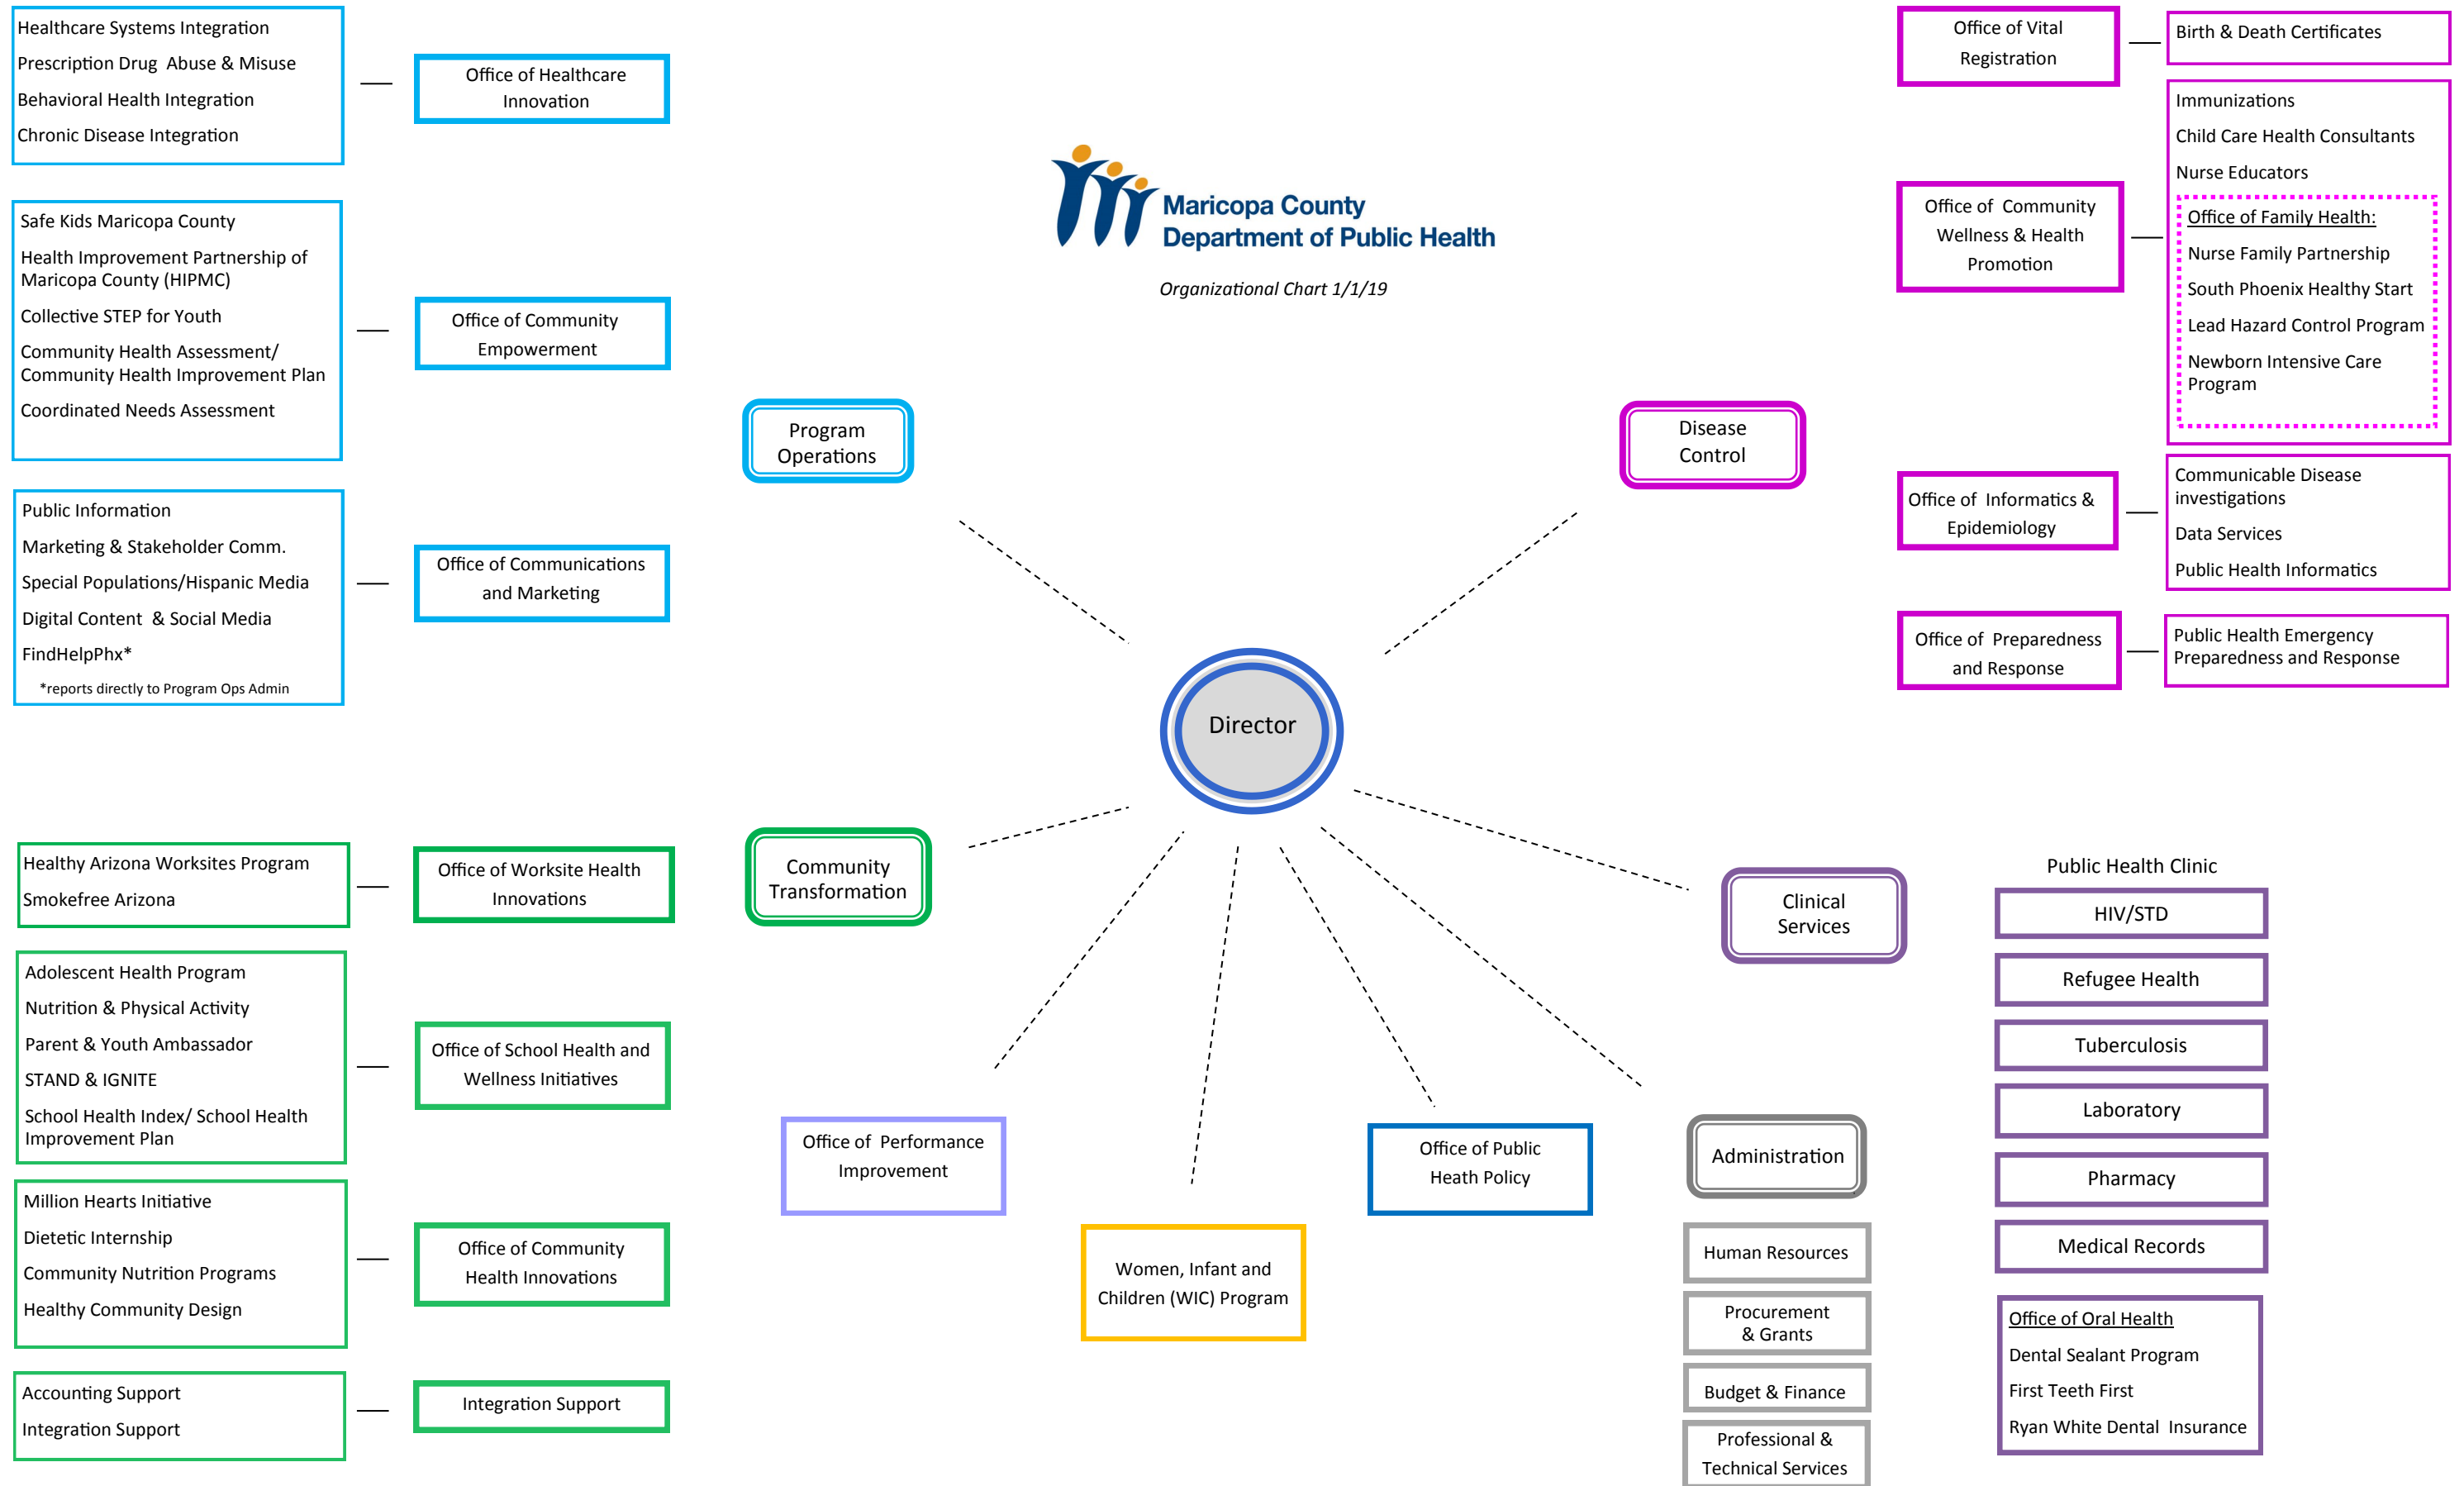 Healthcare Systems Integration
Prescription Drug Abuse & Misuse
Behavioral Health Integration
Chronic Disease Integration
Office of Healthcare
Innovation
Safe Kids Maricopa County
Health Improvement Partnership of
Maricopa County (HIPMC)
Collective STEP for Youth
Community Health Assessment/
Community Health Improvement Plan
Coordinated Needs Assessment
Office of Community
Empowerment
Public Information
Marketing & Stakeholder Comm.
Special Populations/Hispanic Media
Digital Content & Social Media
FindHelpPhx*
*reports directly to Program Ops Admin
Office of Communications
and Marketing
Program
Operations
Maricopa County
Department of Public Health
Organizational Chart 1/1/19
Disease
Control
Office of Vital
Registration
Birth & Death Certificates
Office of Community
Wellness & Health
Promotion
Immunizations
Child Care Health Consultants
Nurse Educators
Office of Family Health:
Nurse Family Partnership
South Phoenix Healthy Start
Lead Hazard Control Program
Newborn Intensive Care
Program
Office of Informatics &
Epidemiology
Communicable Disease
investigations
Data Services
Public Health Informatics
Office of Preparedness
and Response
Public Health Emergency
Preparedness and Response
Director
Healthy Arizona Worksites Program
Smokefree Arizona
Office of Worksite Health
Innovations
Community
Transformation
Adolescent Health Program
Nutrition & Physical Activity
Parent & Youth Ambassador
STAND & IGNITE
School Health Index/ School Health
Improvement Plan
Office of School Health and
Wellness Initiatives
Million Hearts Initiative
Dietetic Internship
Community Nutrition Programs
Healthy Community Design
Office of Community
Health Innovations
Accounting Support
Integration Support
Integration Support
Office of Performance
Improvement
Women, Infant and
Children (WIC) Program
Office of Public
Heath Policy
Administration
Human Resources
Procurement
& Grants
Budget & Finance
Professional &
Technical Services
Clinical
Services
Public Health Clinic
HIV/STD
Refugee Health
Tuberculosis
Laboratory
Pharmacy
Medical Records
Office of Oral Health
Dental Sealant Program
First Teeth First
Ryan White Dental Insurance